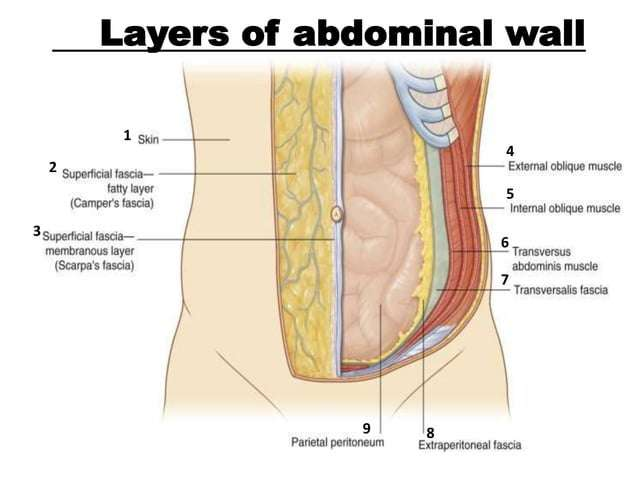 Layers of abdominal wall
1 Skin
2 Superficial fascia—
fatty layer
(Camper's fascia)
3 Superficial fascia—
membranous layer
(Scarpa's fascia)
4
External oblique muscle
5
Internal oblique muscle
6 Transversus
abdominis muscle
7 Transversalis fascia
9
Parietal peritoneum
8
Extraperitoneal fascia